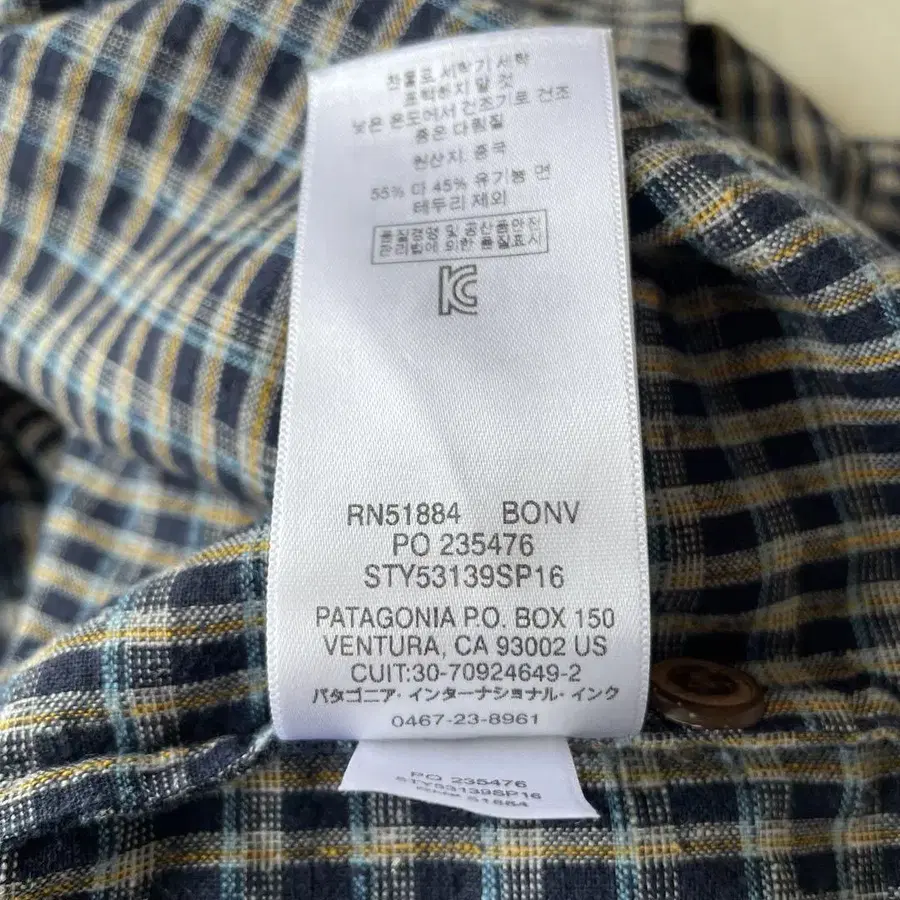 찬물로 세탁기 세탁
표백하지 말 것
낮은 온도에서 건조기로 건조
중온 다림질
원산지: 중국
55% 마 45% 유기농 면
테두리 제외
품질경영 및 공산품안전
관리법에 의한 품질표시
KC
RN51884 BONV
PO 235476
STY53139SP16
PATAGONIA P.O. BOX 150
VENTURA, CA 93002 US
CUIT:30-70924649-2
パタゴニア・インターナショナル・インク
0467-23-8961
PO 235476
STY53139SP16
51884